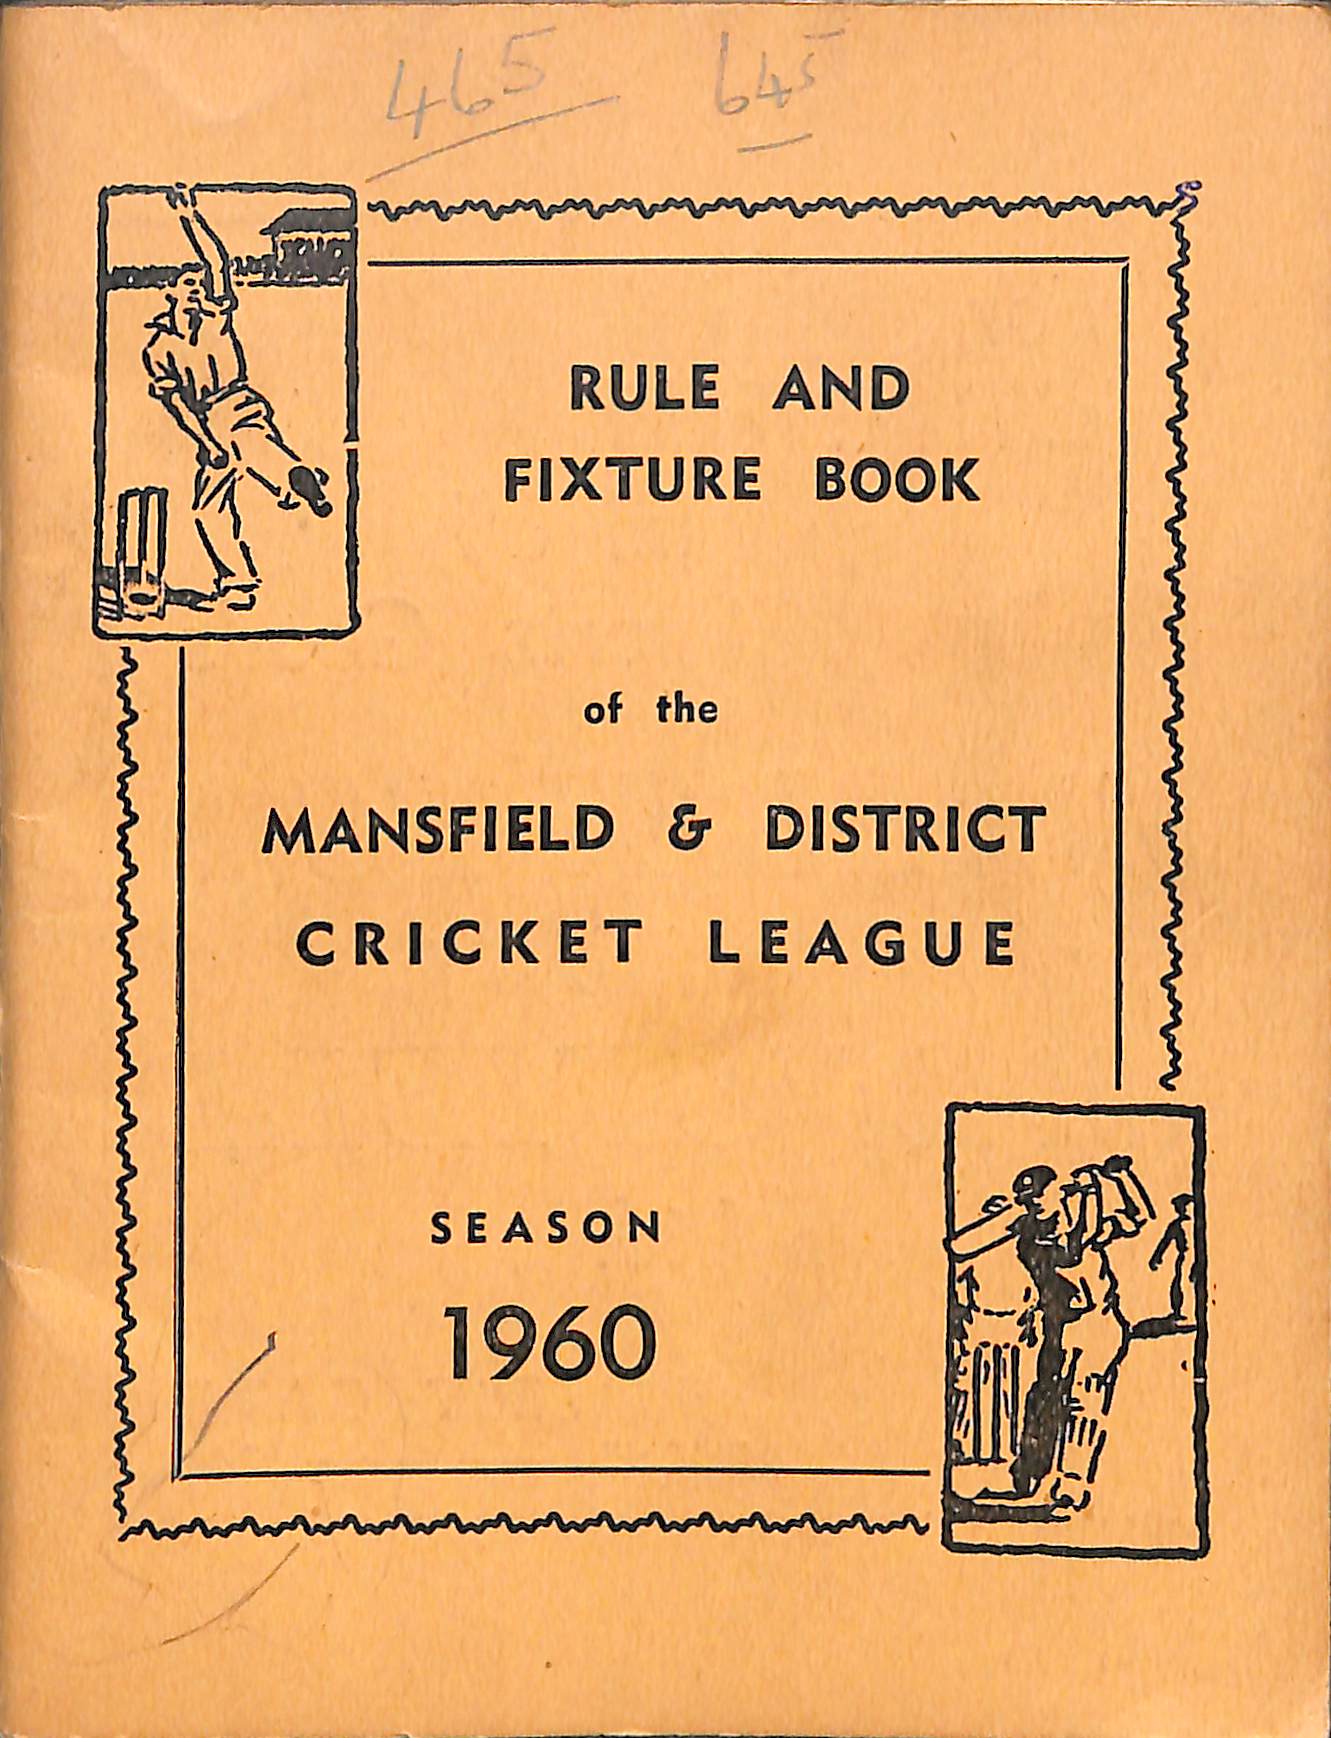 465 645
RULE AND
FIXTURE BOOK
of the
MANSFIELD & DISTRICT
CRICKET LEAGUE
SEASON
1960